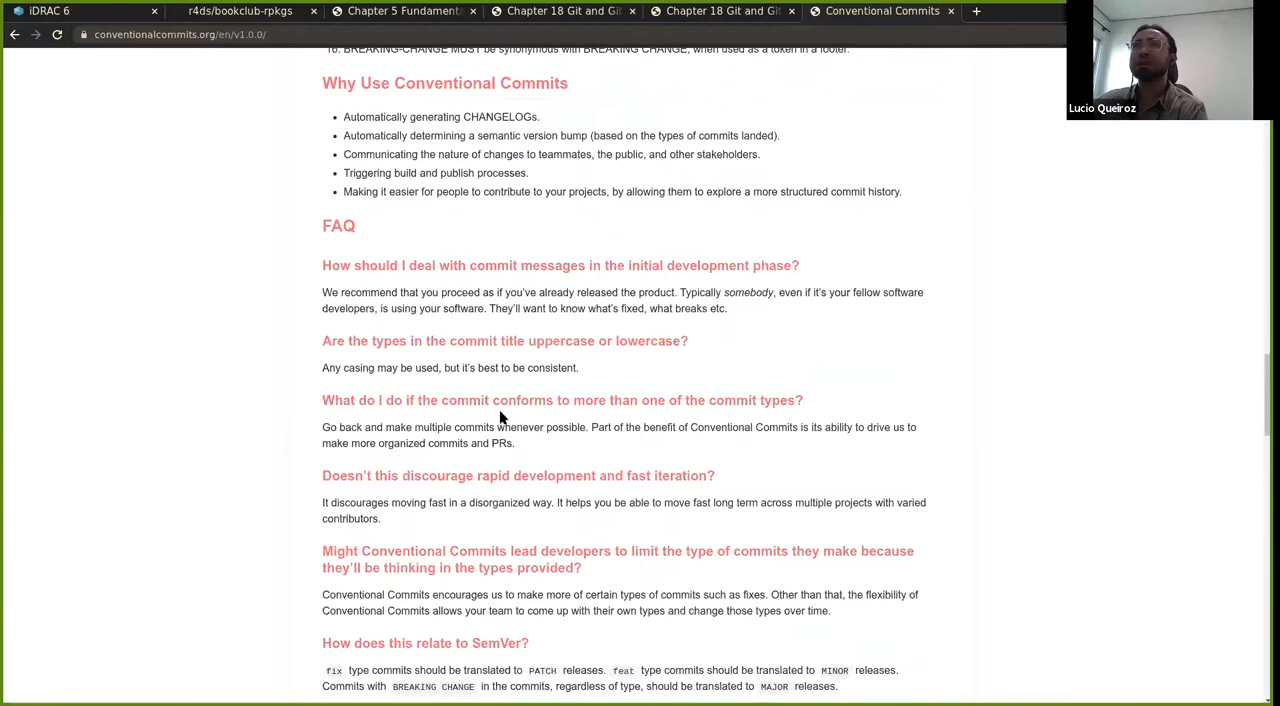 iDRAC 6
r4ds/bookclub-rpkgs
Chapter 5 Fundament
Chapter 18 Git and Git
Chapter 18 Git and Git
Conventional Commits
conventionalcommits.org/en/v1.0.0/
Lucio Queiroz
16. BREAKING-CHANGE MUST be synonymous with BREAKING CHANGE, when used as a token in a footer.
Why Use Conventional Commits
• Automatically generating CHANGELOGs.
• Automatically determining a semantic version bump (based on the types of commits landed).
• Communicating the nature of changes to teammates, the public, and other stakeholders.
• Triggering build and publish processes.
• Making it easier for people to contribute to your projects, by allowing them to explore a more structured commit history.
FAQ
How should I deal with commit messages in the initial development phase?
We recommend that you proceed as if you've already released the product. Typically somebody, even if it's your fellow software
developers, is using your software. They'll want to know what's fixed, what breaks etc.
Are the types in the commit title uppercase or lowercase?
Any casing may be used, but it's best to be consistent.
What do I do if the commit conforms to more than one of the commit types?
Go back and make multiple commits whenever possible. Part of the benefit of Conventional Commits is its ability to drive us to
make more organized commits and PRs.
Doesn't this discourage rapid development and fast iteration?
It discourages moving fast in a disorganized way. It helps you be able to move fast long term across multiple projects with varied
contributors.
Might Conventional Commits lead developers to limit the type of commits they make because
they'll be thinking in the types provided?
Conventional Commits encourages us to make more of certain types of commits such as fixes. Other than that, the flexibility of
Conventional Commits allows your team to come up with their own types and change those types over time.
How does this relate to SemVer?
fix type commits should be translated to PATCH releases. feat type commits should be translated to MINOR releases.
Commits with BREAKING CHANGE in the commits, regardless of type, should be translated to MAJOR releases.